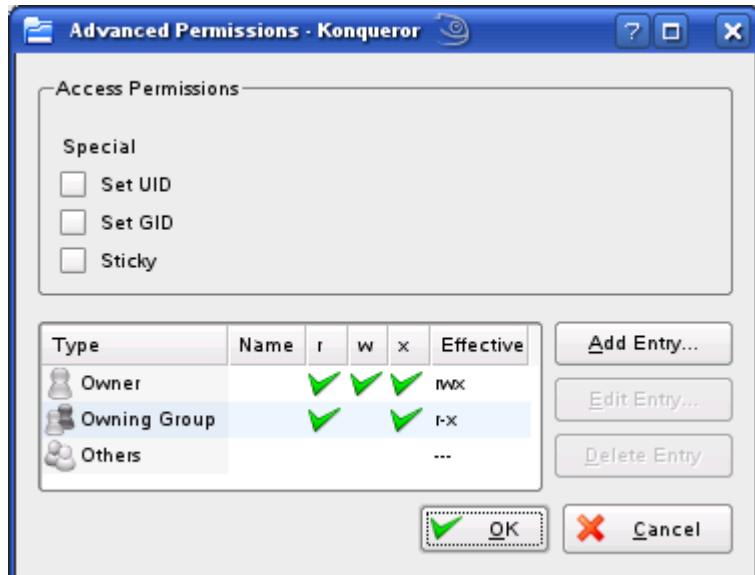 Advanced Permissions - Konqueror
Access Permissions
Special
Set UID
Set GID
Sticky
Type Name r w x Effective
Owner rwx
Owning Group r-x
Others ---
Add Entry...
Edit Entry...
Delete Entry
OK Cancel